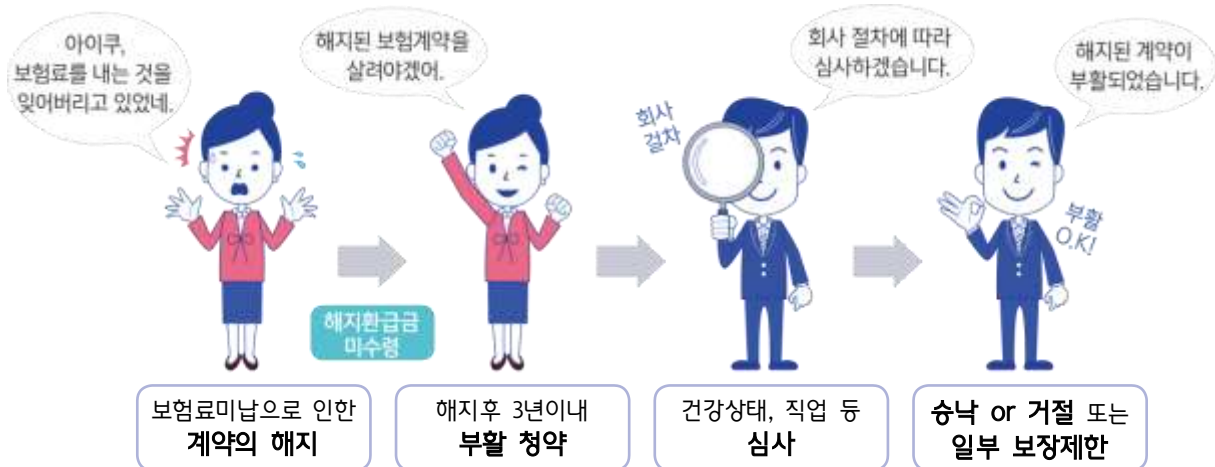 아이쿠,
보험료를 내는 것을
잊어버리고 있었네.
해지된 보험계약을
살려야겠어.
회사 절차에 따라
심사하겠습니다.
해지된 계약이
부활되었습니다.
회사
절차
부활
O.K!
해지환급금
미수령
보험료미납으로 인한
계약의 해지
해지후 3년이내
부활 청약
건강상태, 직업 등
심사
승낙 or 거절 또는
일부 보장제한